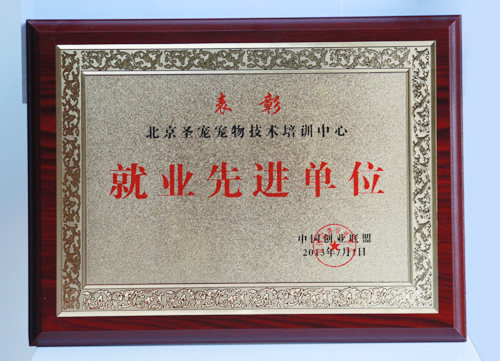 表彰
北京圣宠宠物技术培训中心
就业先进单位
中国创业联盟
2013年7月1日